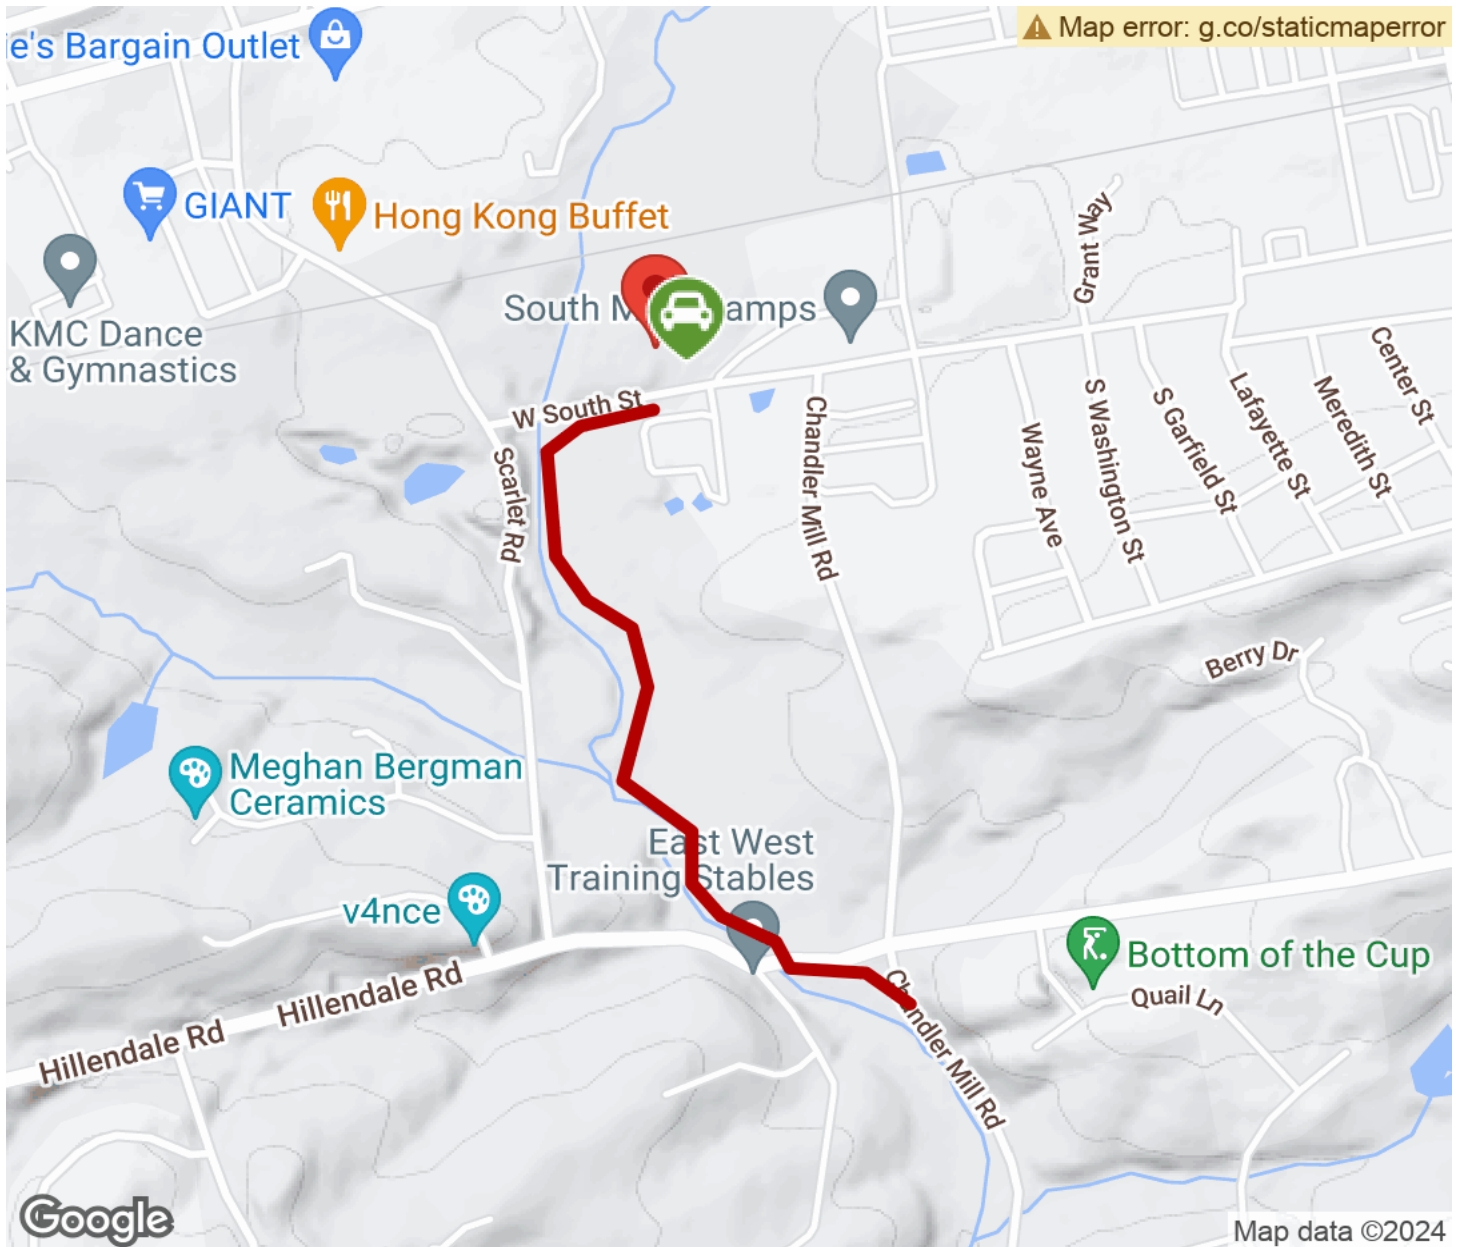 ie's Bargain Outlet
Map error: g.co/staticmaperror
GIANT
Hong Kong Buffet
Grant Way
South M amps
KMC Dance
& Gymnastics
W South St
Scarlet Rd
Chandler Mill Rd
Wayne Ave
S Washington St
S Garfield St
Lafayette St
Meredith St
Center St
Berry Dr
Meghan Bergman
Ceramics
East West
Training Stables
v4nce
Bottom of the Cup
Quail Ln
Hillendale Rd
Hillendale Rd
Chandler Mill Rd
Google
Map data ©2024